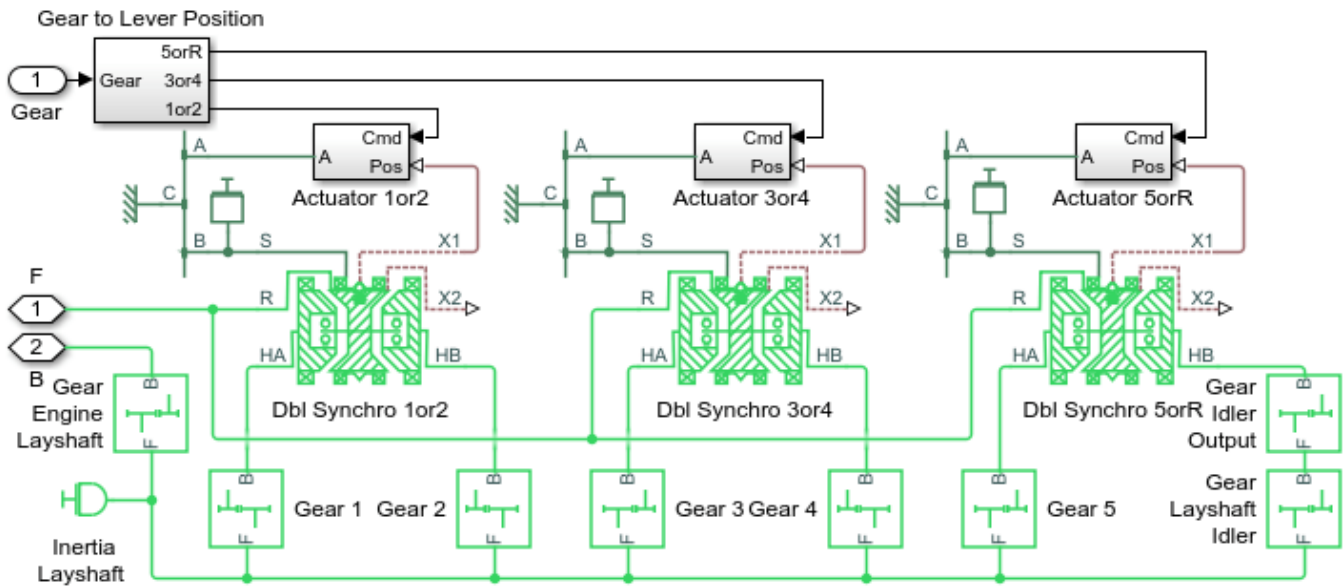 Gear to Lever Position
5orR
1 Gear 3or4
Gear 1or2
Cmd Cmd Cmd
A A A A A A
Pos Pos Pos
C Actuator 1or2 C Actuator 3or4 C Actuator 5orR
B S X1 B S X1 B S X1
F
1 R X2 R X2 R X2
2 HA HB HA HB HA HB
B
Gear B Gear B
Engine Dbl Synchro 1or2 Dbl Synchro 3or4 Dbl Synchro 5orR Idler
Layshaft F Output F
B B B B B Gear B
Gear 1 Gear 2 Gear 3 Gear 4 Gear 5 Layshaft
F F F F F Idler F
Inertia
Layshaft